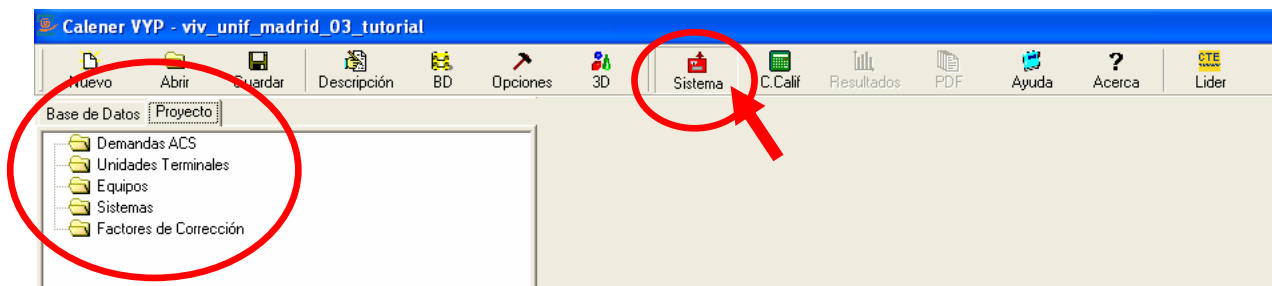 Calener VYP - viv_unif_madrid_03_tutorial
Nuevo Abrir Guardar Descripción BD Opciones 3D Sistema C.Calif Resultados PDF Ayuda ? Acerca CTE Lider
Base de Datos Proyecto
Demandas ACS
Unidades Terminales
Equipos
Sistemas
Factores de Corrección